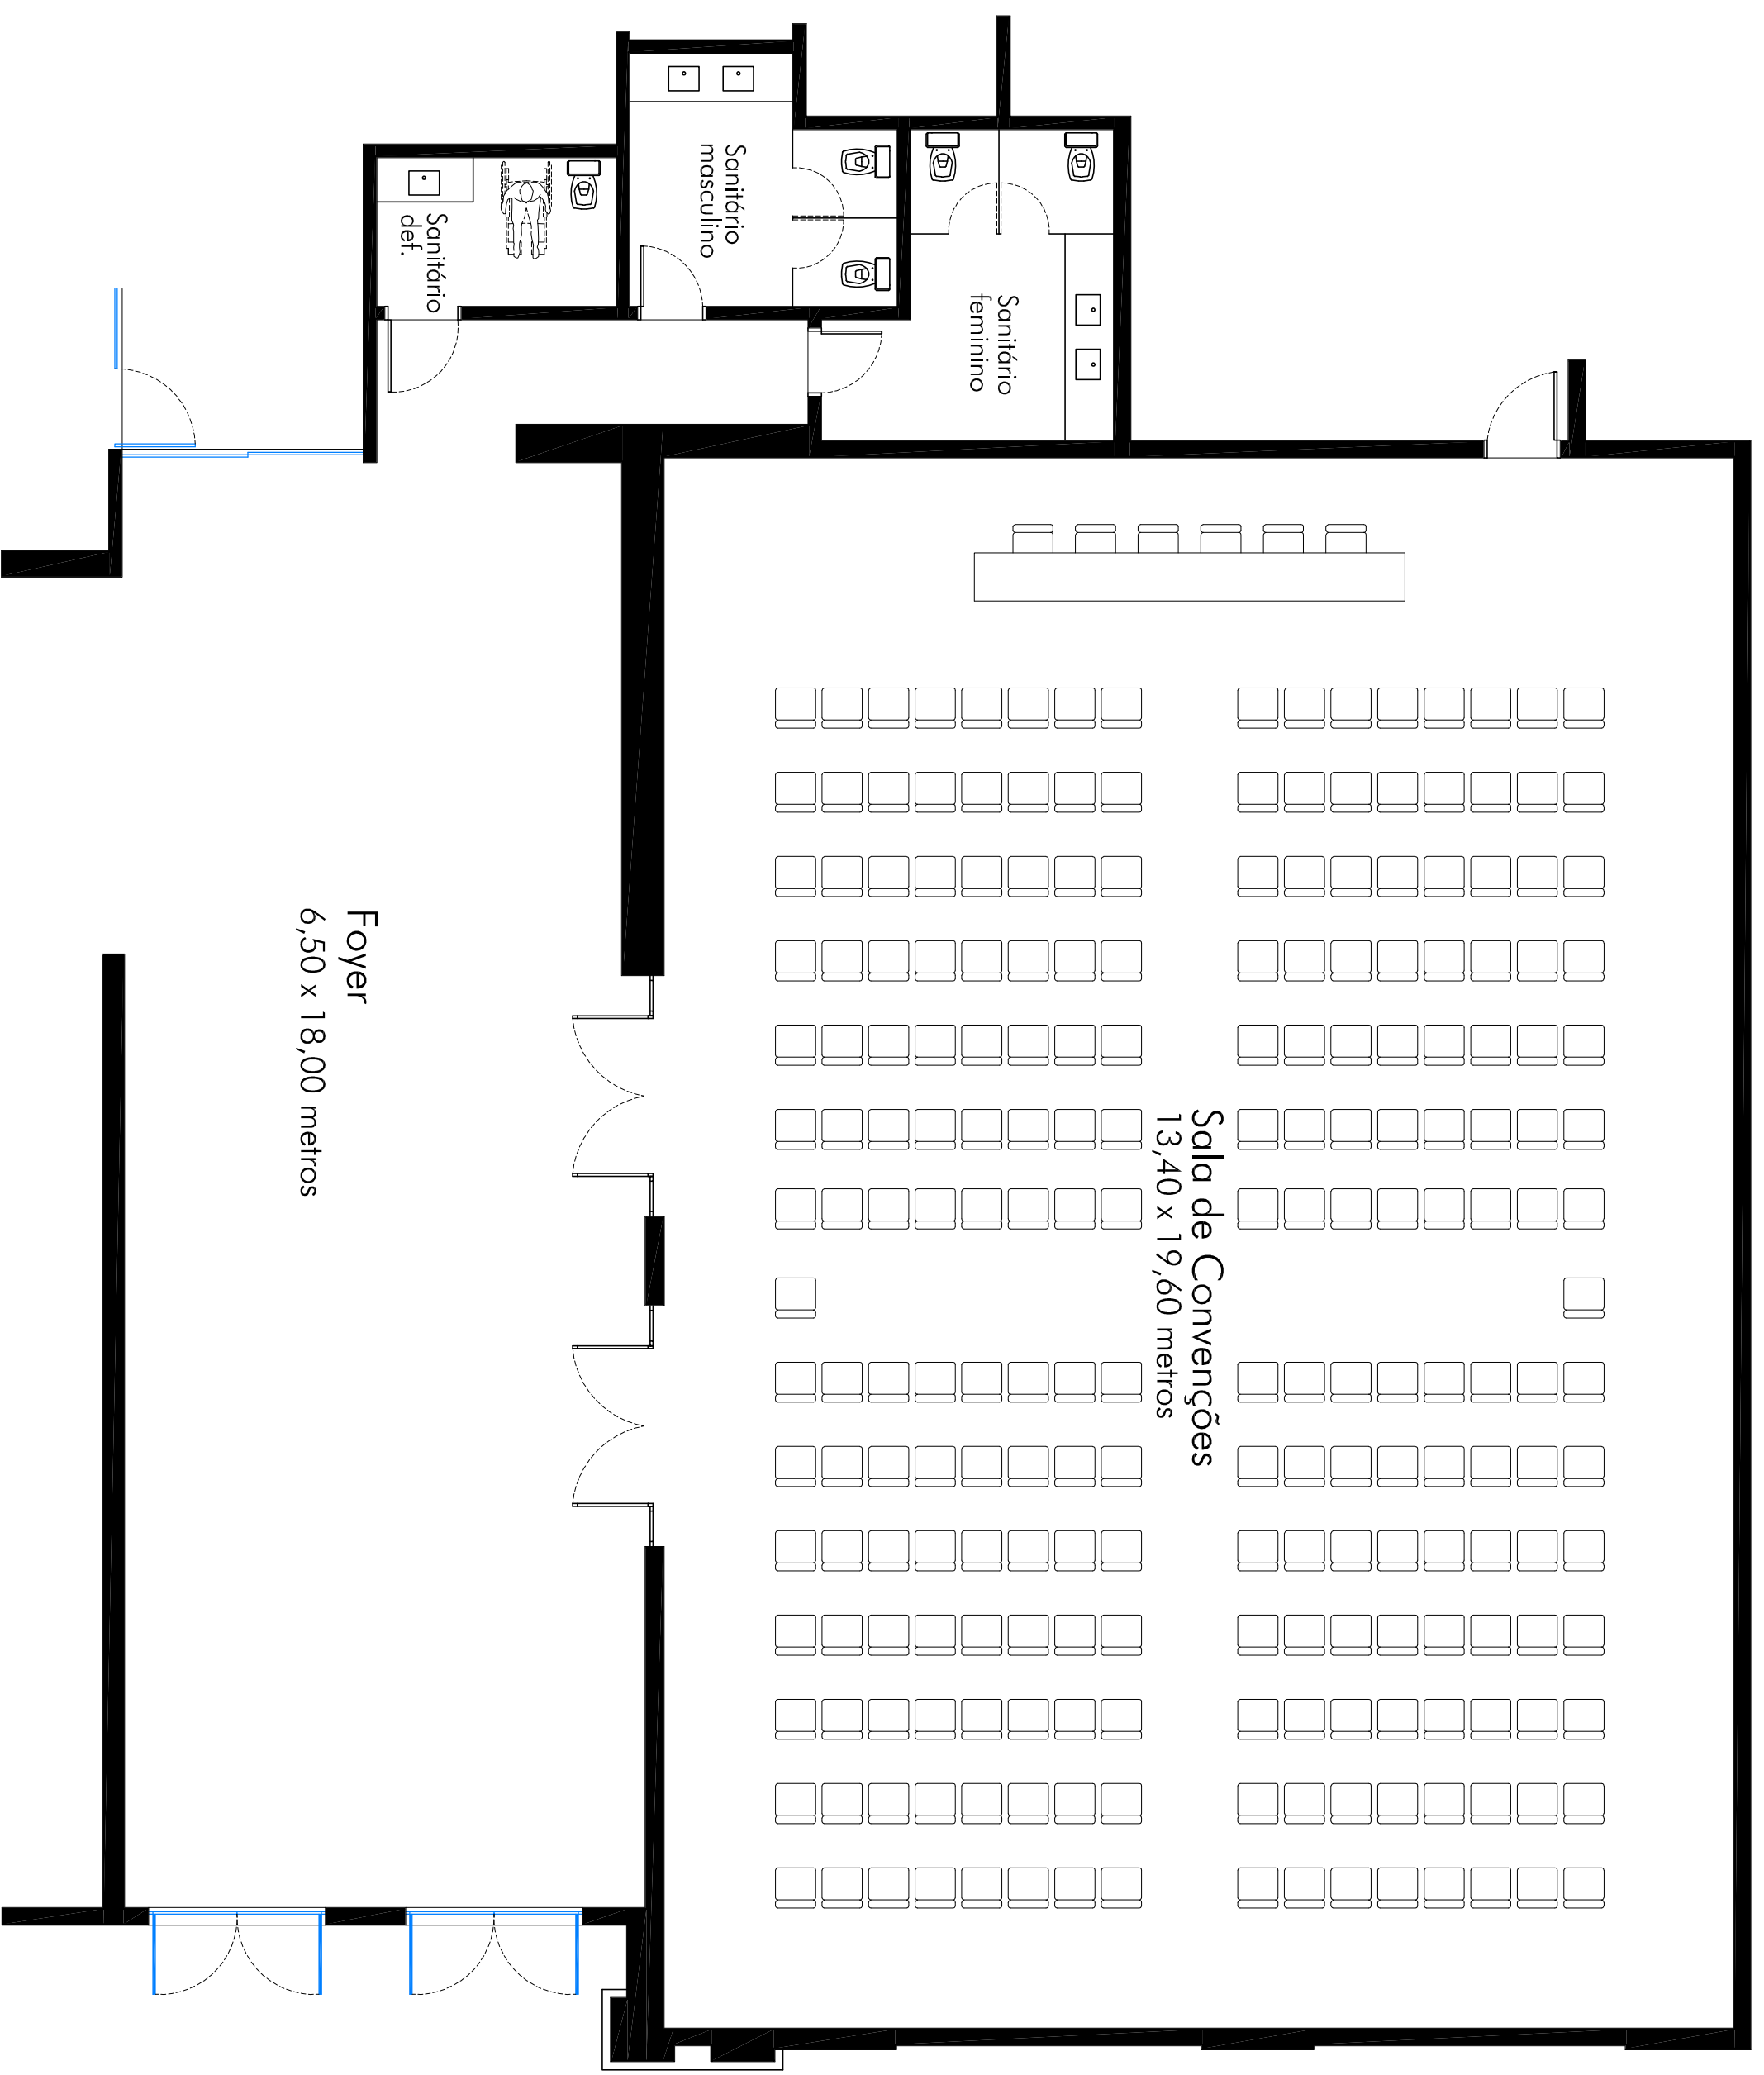 Sanitário
masculino
Sanitário
def.
Sanitário
feminino
Foyer
6,50 x 18,00 metros
Sala de Convenções
13,40 x 19,60 metros